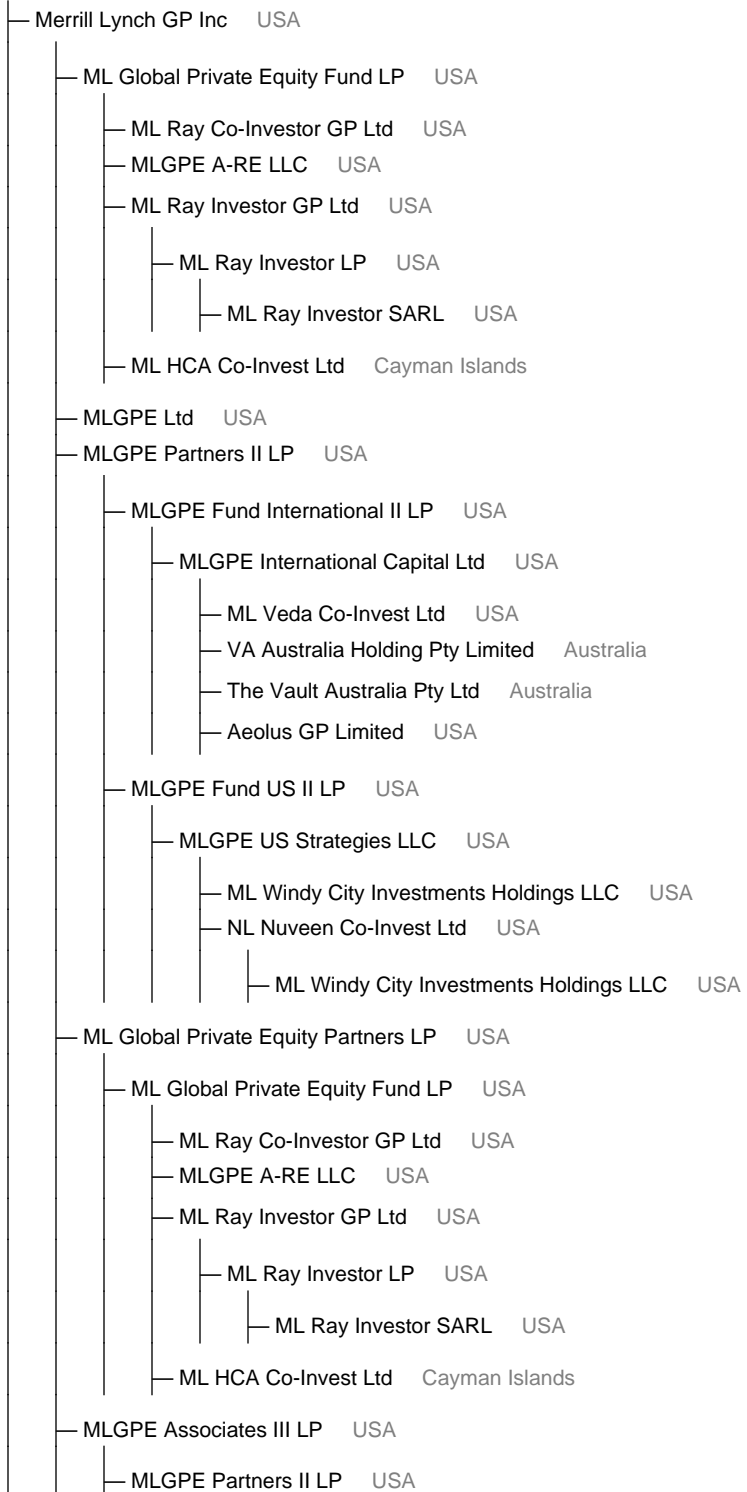 Merrill Lynch GP Inc USA
ML Global Private Equity Fund LP USA
ML Ray Co-Investor GP Ltd USA
MLGPE A-RE LLC USA
ML Ray Investor GP Ltd USA
ML Ray Investor LP USA
ML Ray Investor SARL USA
ML HCA Co-Invest Ltd Cayman Islands
MLGPE Ltd USA
MLGPE Partners II LP USA
MLGPE Fund International II LP USA
MLGPE International Capital Ltd USA
ML Veda Co-Invest Ltd USA
VA Australia Holding Pty Limited Australia
The Vault Australia Pty Ltd Australia
Aeolus GP Limited USA
MLGPE Fund US II LP USA
MLGPE US Strategies LLC USA
ML Windy City Investments Holdings LLC USA
NL Nuveen Co-Invest Ltd USA
ML Windy City Investments Holdings LLC USA
ML Global Private Equity Partners LP USA
ML Global Private Equity Fund LP USA
ML Ray Co-Investor GP Ltd USA
MLGPE A-RE LLC USA
ML Ray Investor GP Ltd USA
ML Ray Investor LP USA
ML Ray Investor SARL USA
ML HCA Co-Invest Ltd Cayman Islands
MLGPE Associates III LP USA
MLGPE Partners II LP USA